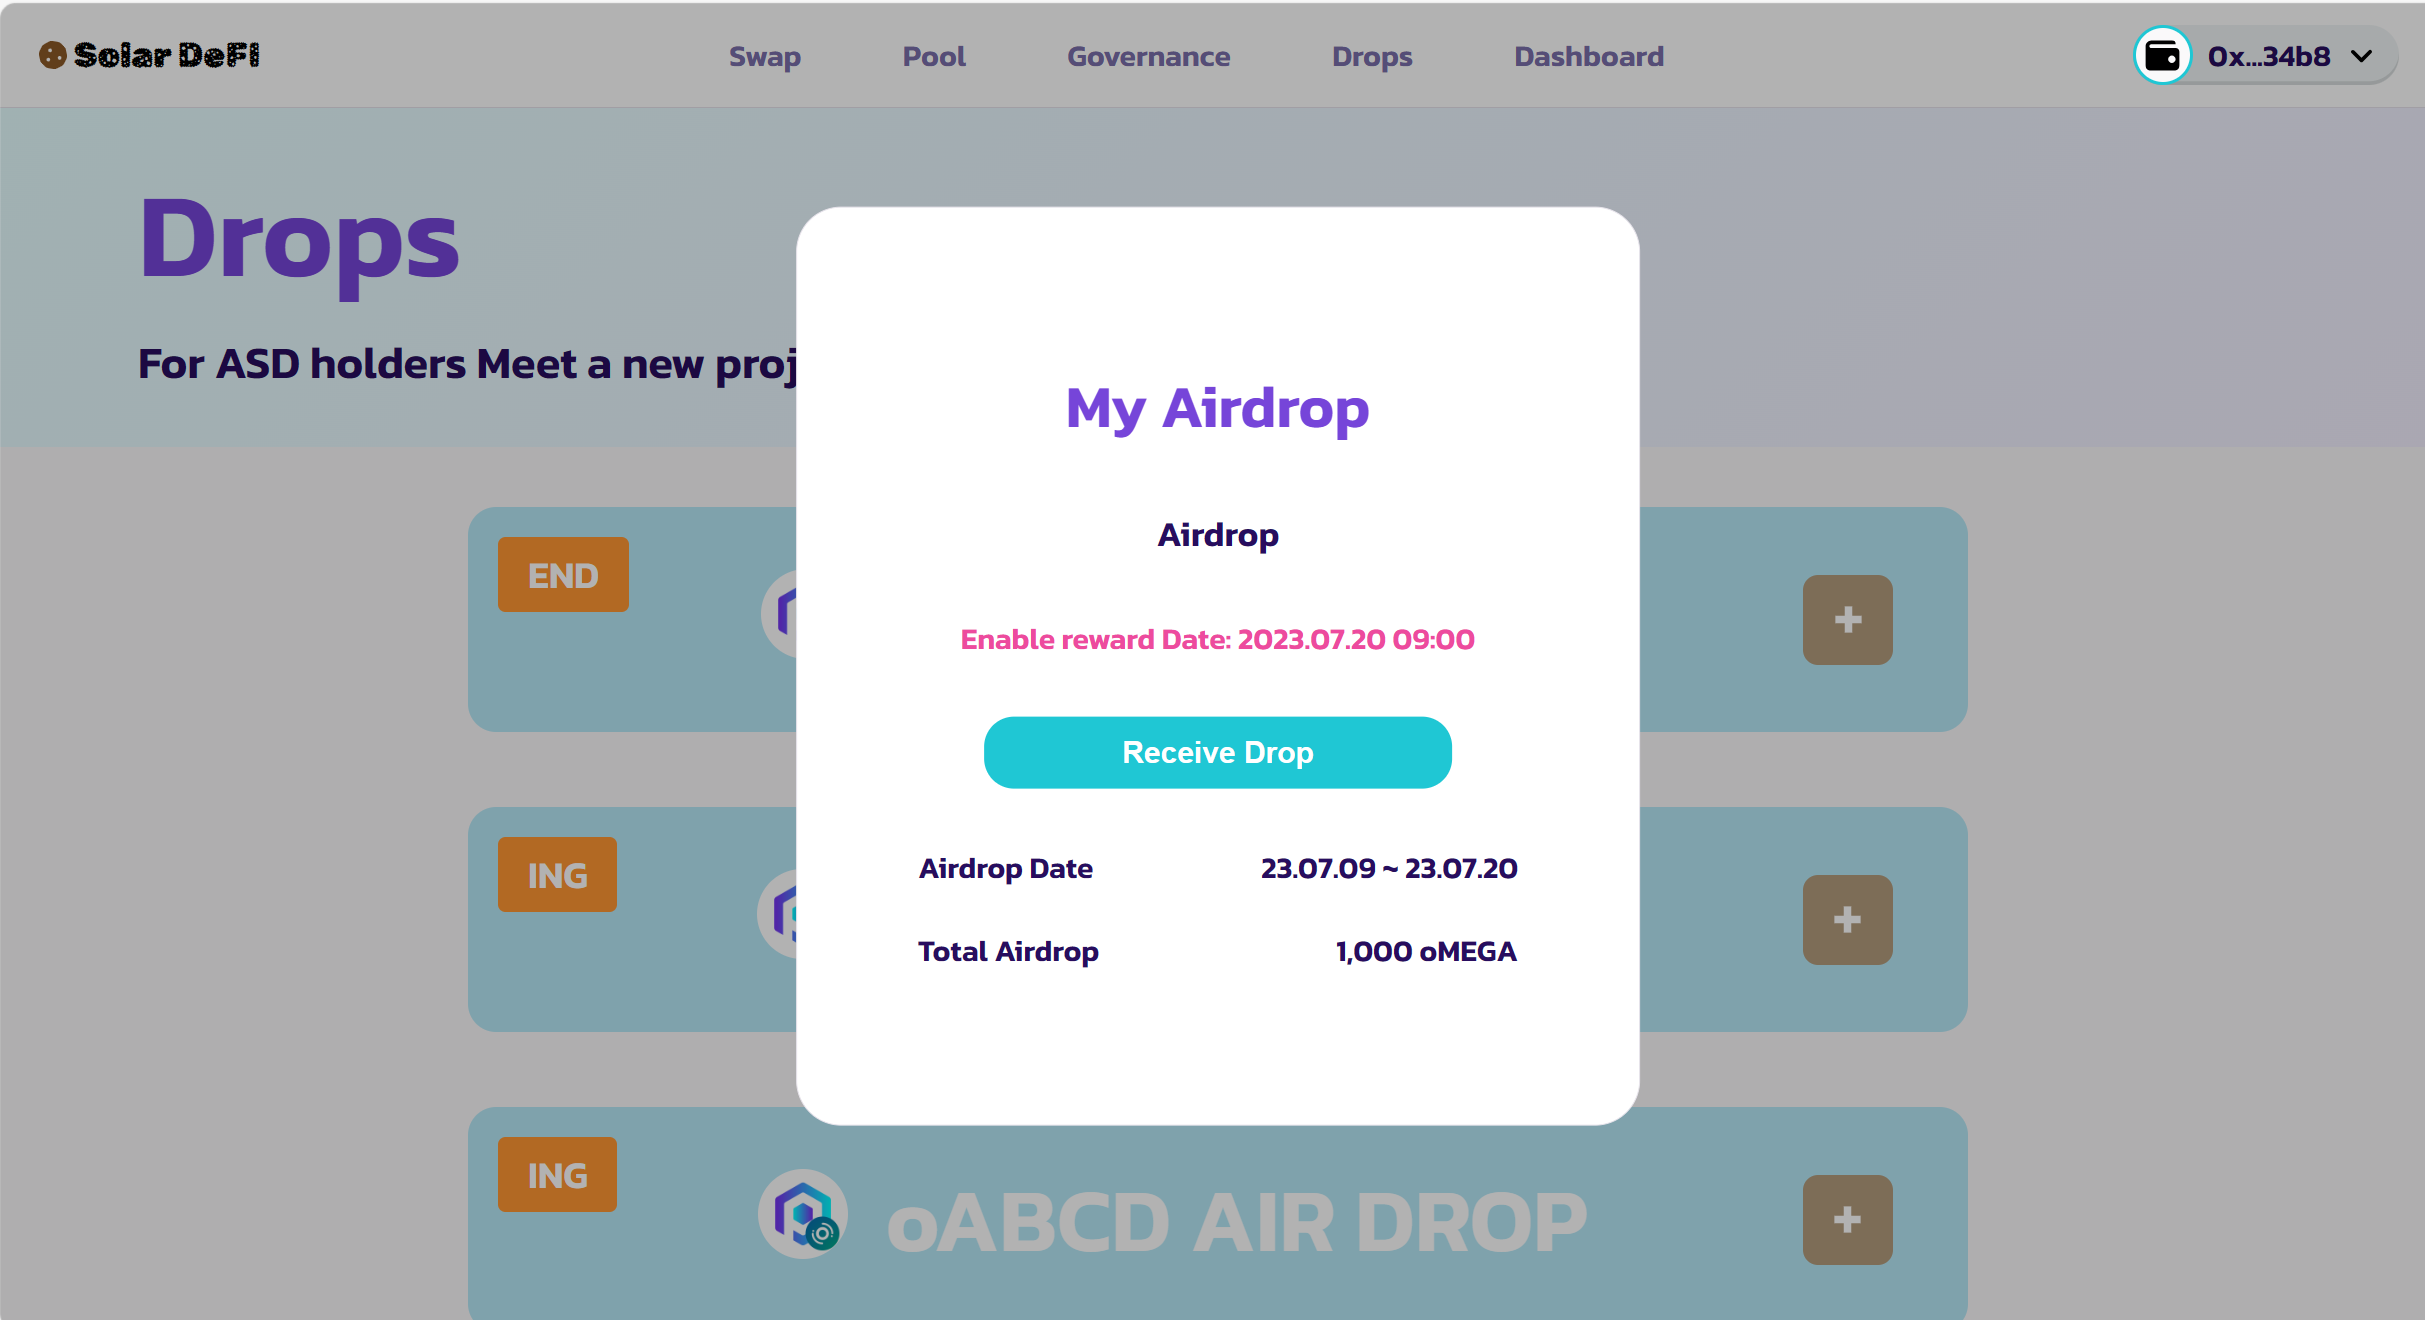 Solar DeFI
Swap
Pool
Governance
Drops
Dashboard
0x...34b8
Drops
For ASD holders Meet a new proj
My Airdrop
Airdrop
Enable reward Date: 2023.07.20 09:00
Receive Drop
Airdrop Date 23.07.09 ~ 23.07.20
Total Airdrop 1,000 oMEGA
END
+
ING
+
ING
oABCD AIR DROP
+